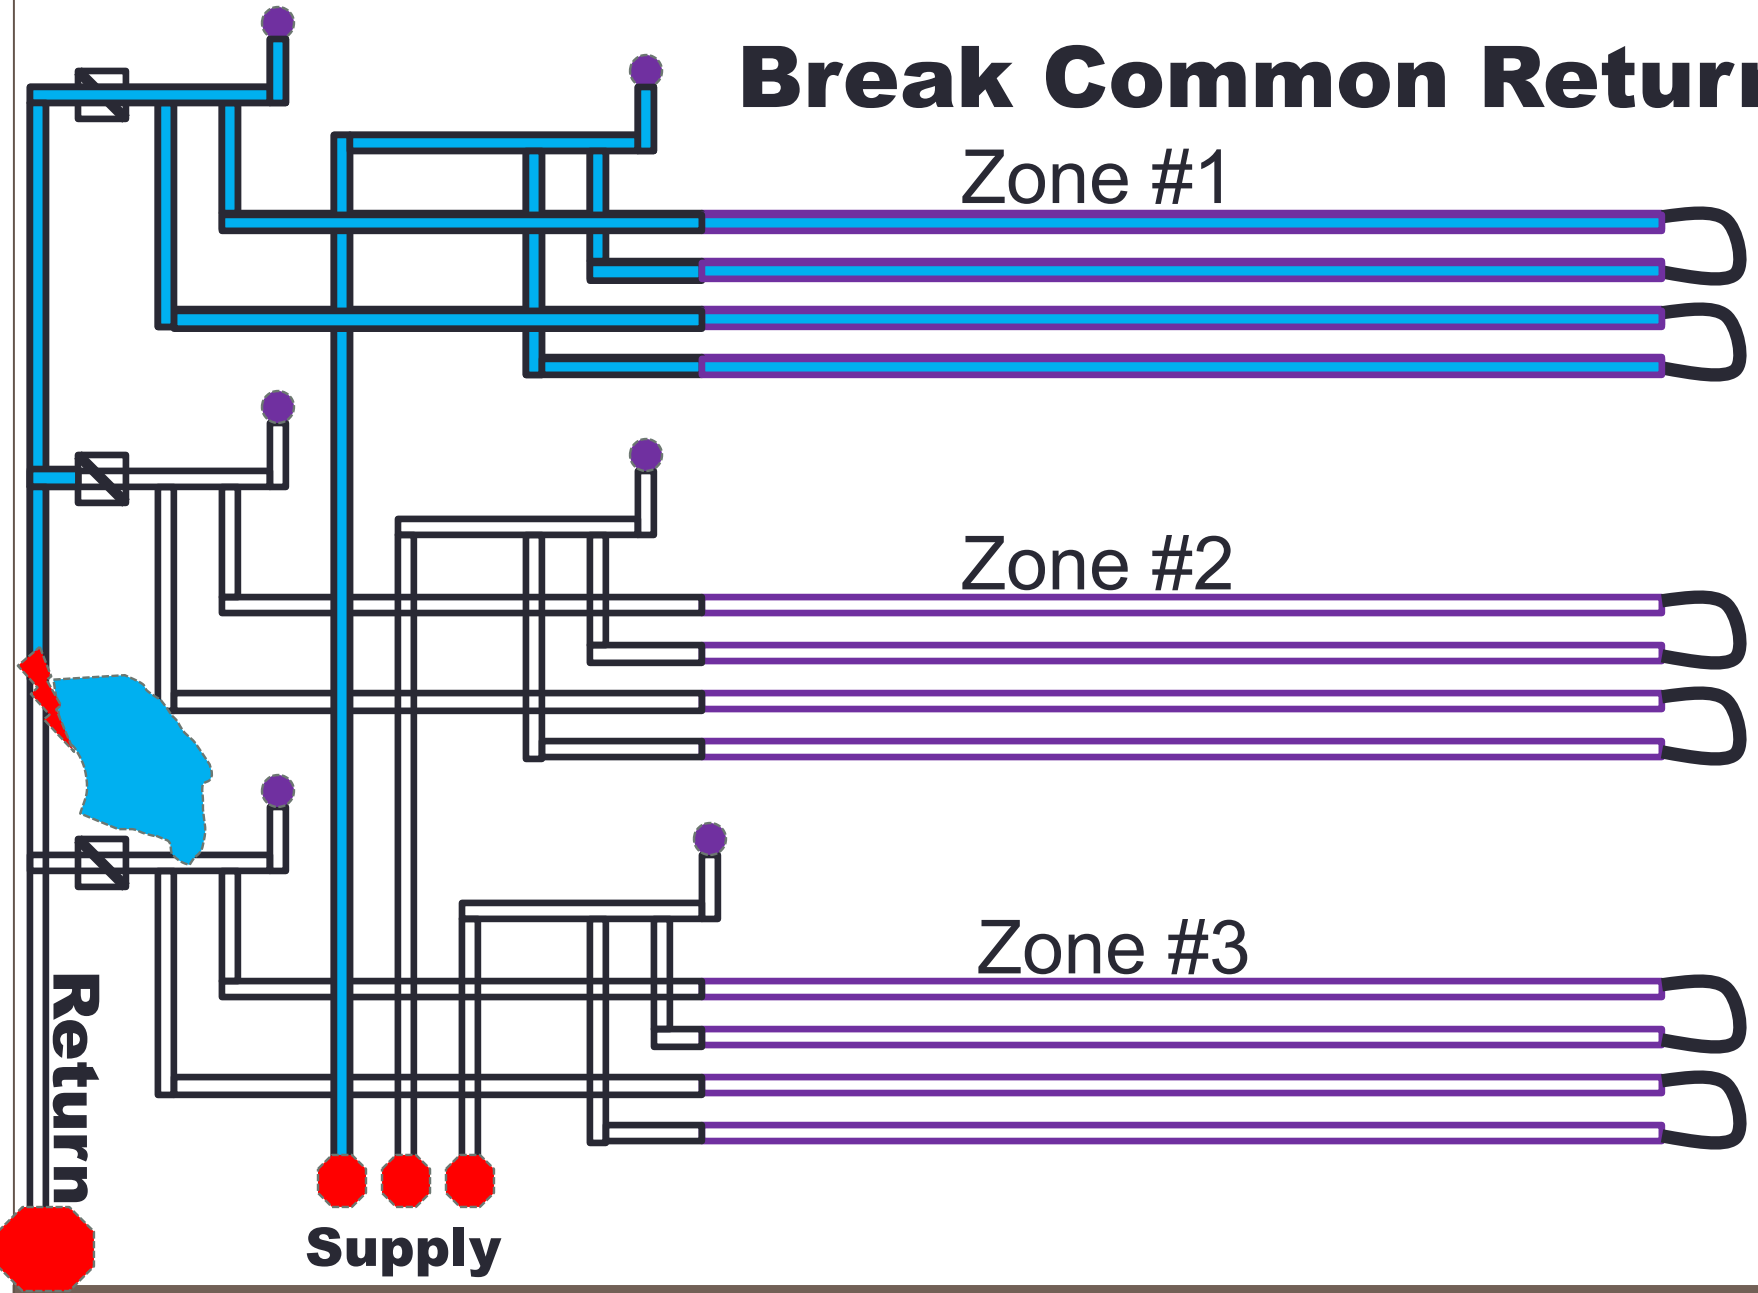 Break Common Retur
Zone #1
Zone #2
Zone #3
Return
Supply